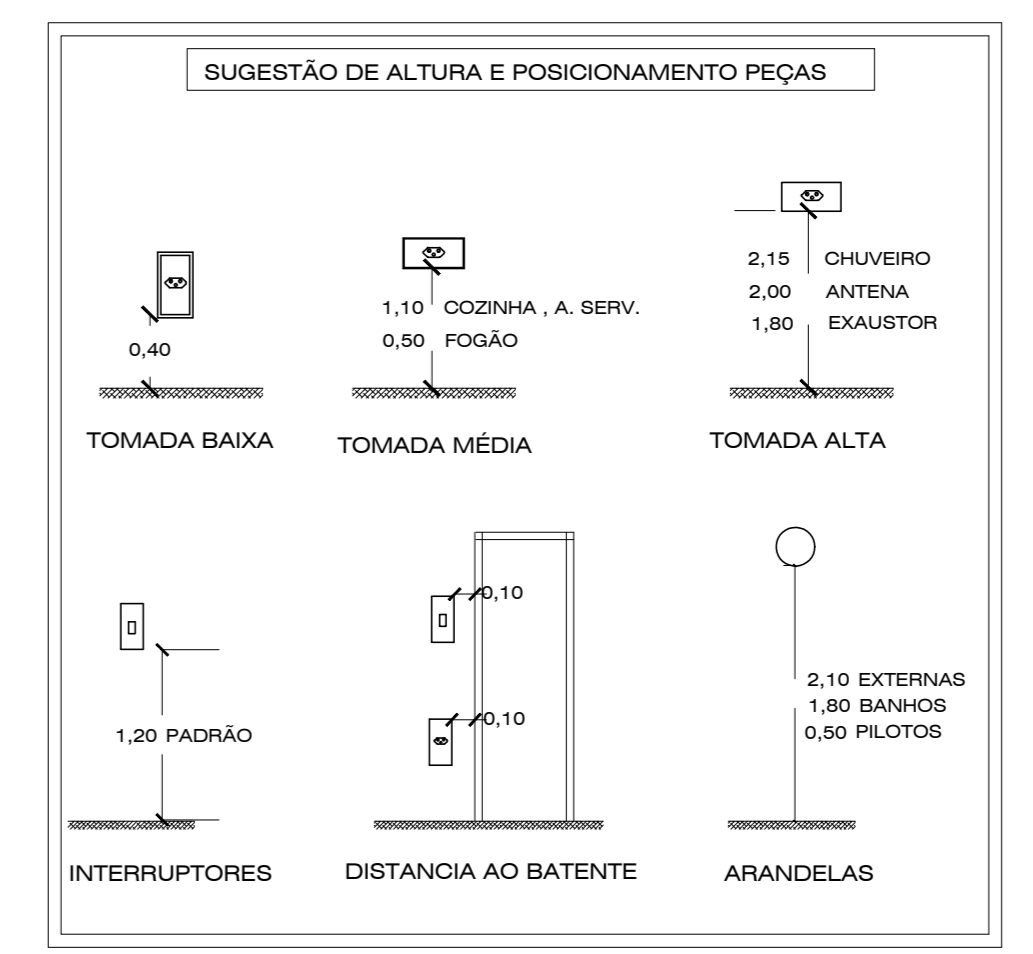 SUGESTÃO DE ALTURA E POSICIONAMENTO PEÇAS
0,40
TOMADA BAIXA
1,10 COZINHA , A. SERV.
0,50 FOGÃO
TOMADA MÉDIA
2,15 CHUVEIRO
2,00 ANTENA
1,80 EXAUSTOR
TOMADA ALTA
1,20 PADRÃO
INTERRUPTORES
0,10
0,10
DISTANCIA AO BATENTE
2,10 EXTERNAS
1,80 BANHOS
0,50 PILOTOS
ARANDELAS